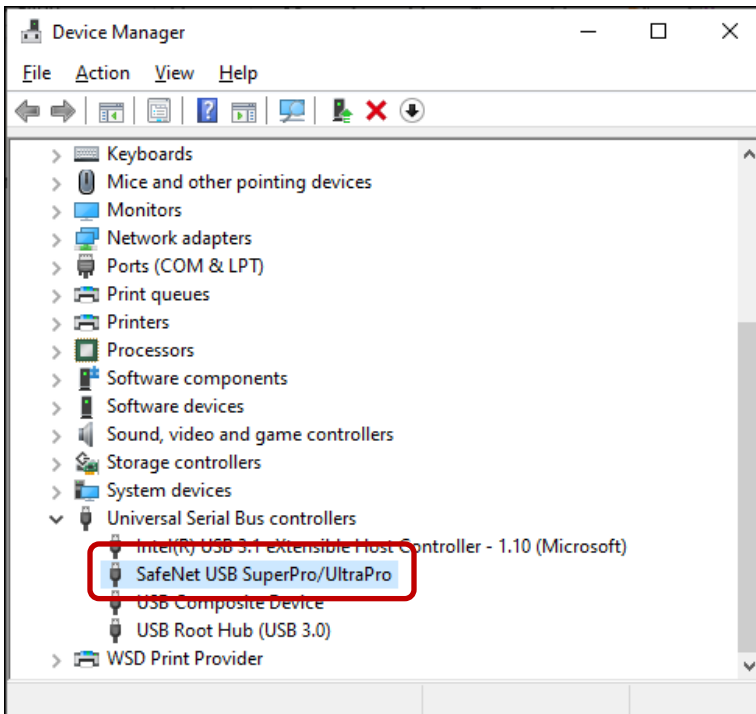 Device Manager
File Action View Help
Keyboards
Mice and other pointing devices
Monitors
Network adapters
Ports (COM & LPT)
Print queues
Printers
Processors
Software components
Software devices
Sound, video and game controllers
Storage controllers
System devices
Universal Serial Bus controllers
Intel(R) USB 3.1 eXtensible Host Controller - 1.10 (Microsoft)
SafeNet USB SuperPro/UltraPro
USB Composite Device
USB Root Hub (USB 3.0)
WSD Print Provider